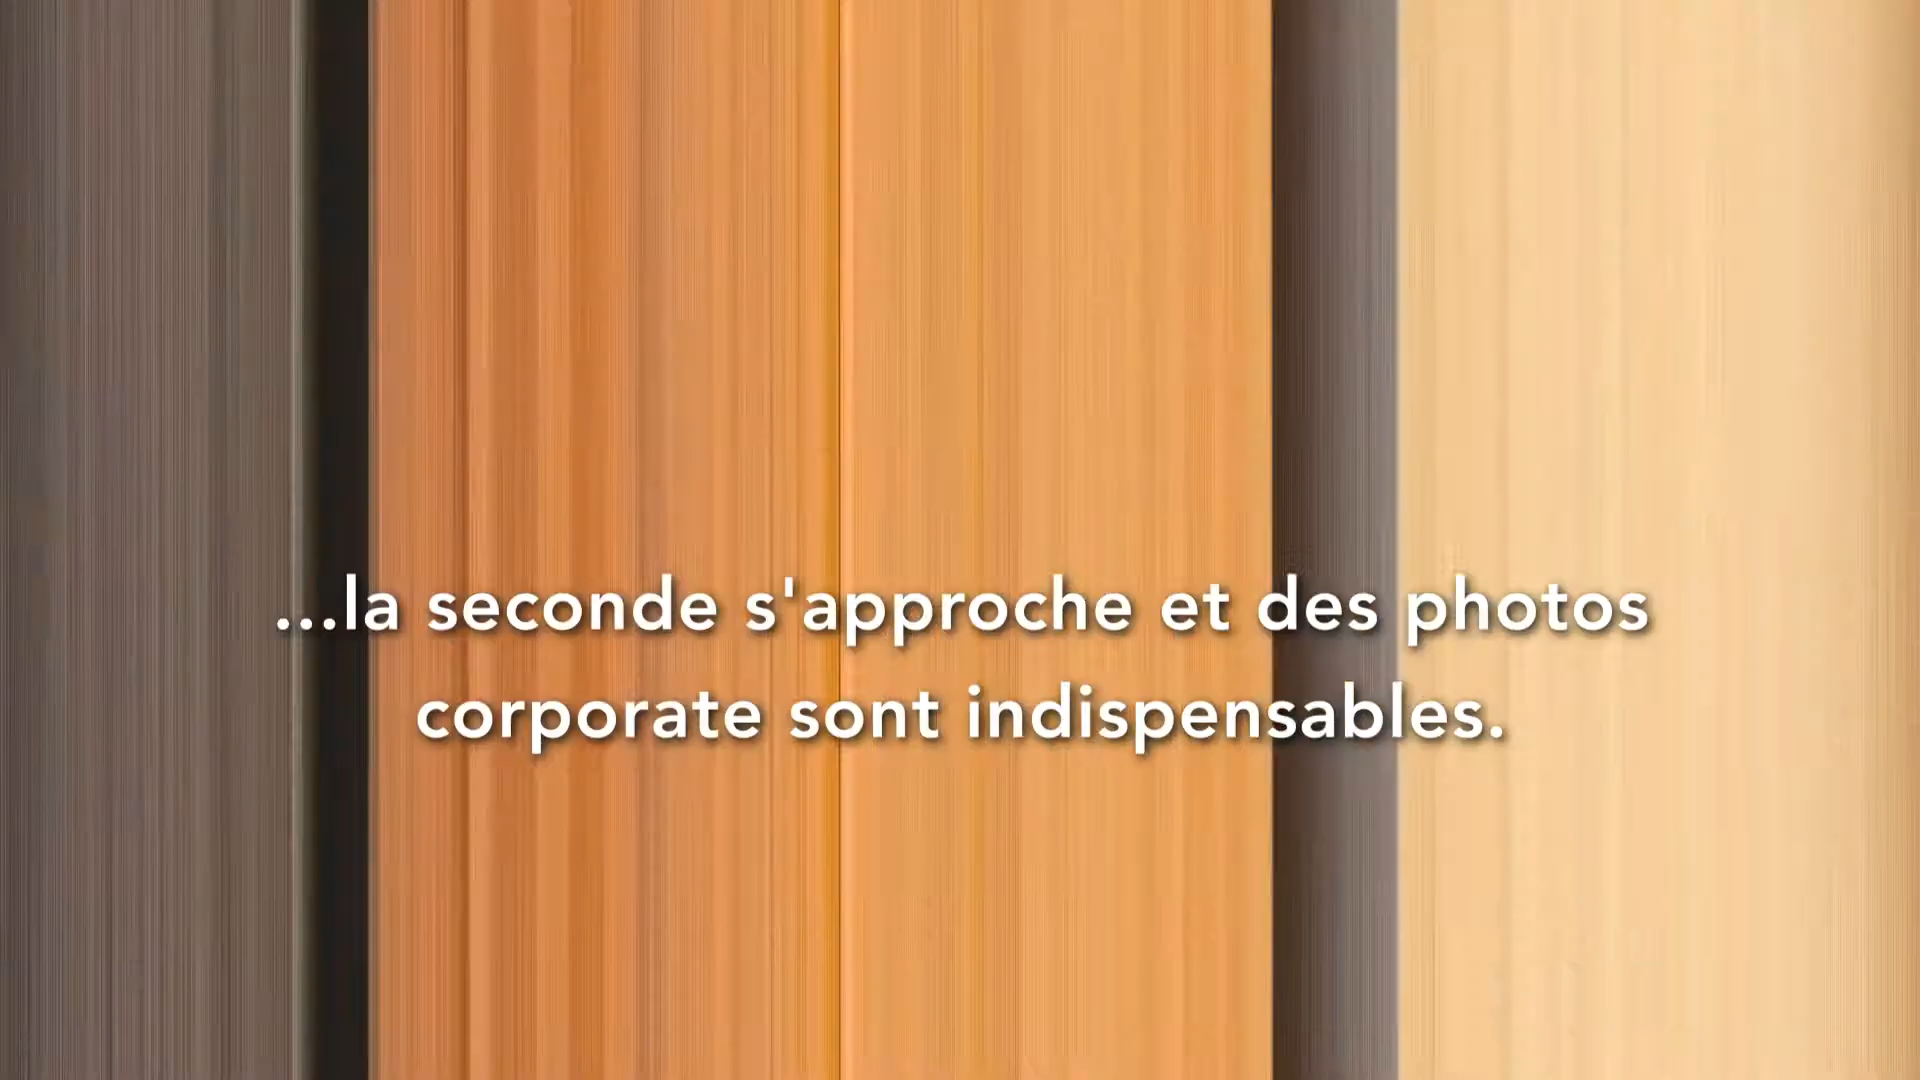 ...la seconde s'approche et des photos
corporate sont indispensables.